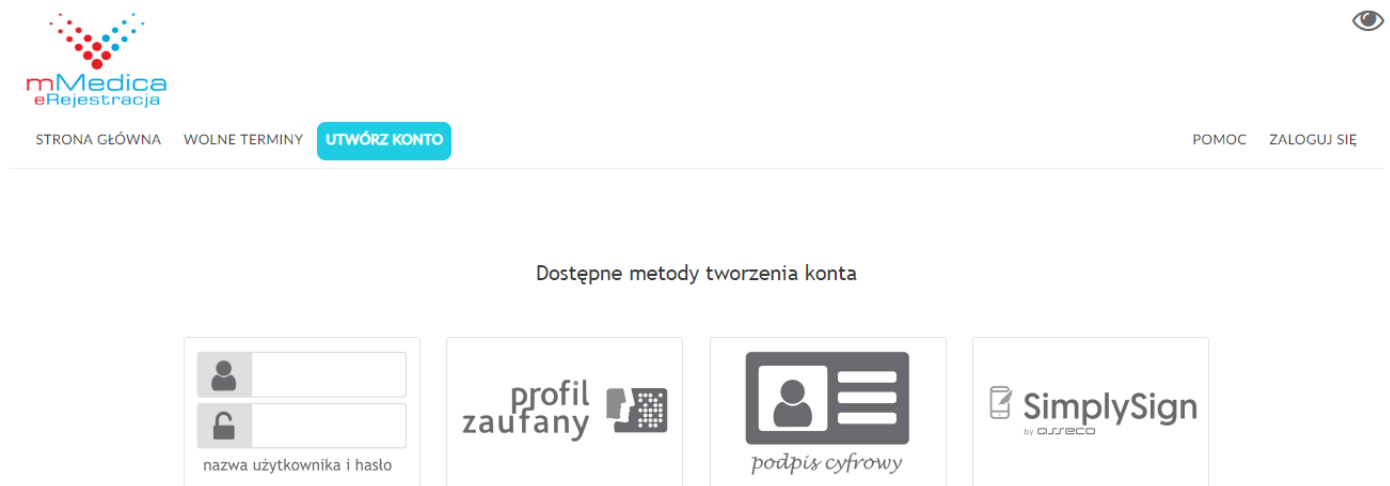 mMedica
eRejestracja
STRONA GŁÓWNA WOLNE TERMINY UTWÓRZ KONTO POMOC ZALOGUJ SIĘ
Dostępne metody tworzenia konta
nazwa użytkownika i hasło
profil
zaufany
podpis cyfrowy
SimplySign
by asseco